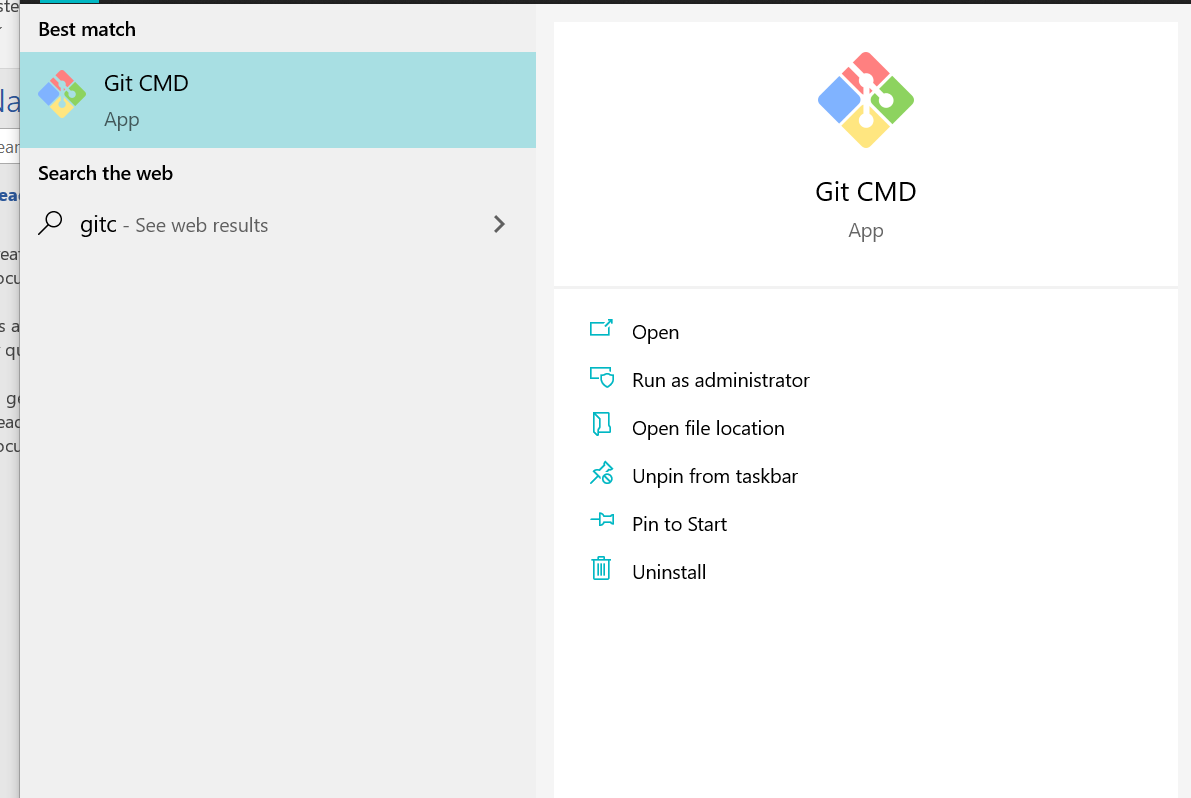 Best match
Git CMD
App
Search the web
gitc - See web results
Git CMD
App
Open
Run as administrator
Open file location
Unpin from taskbar
Pin to Start
Uninstall